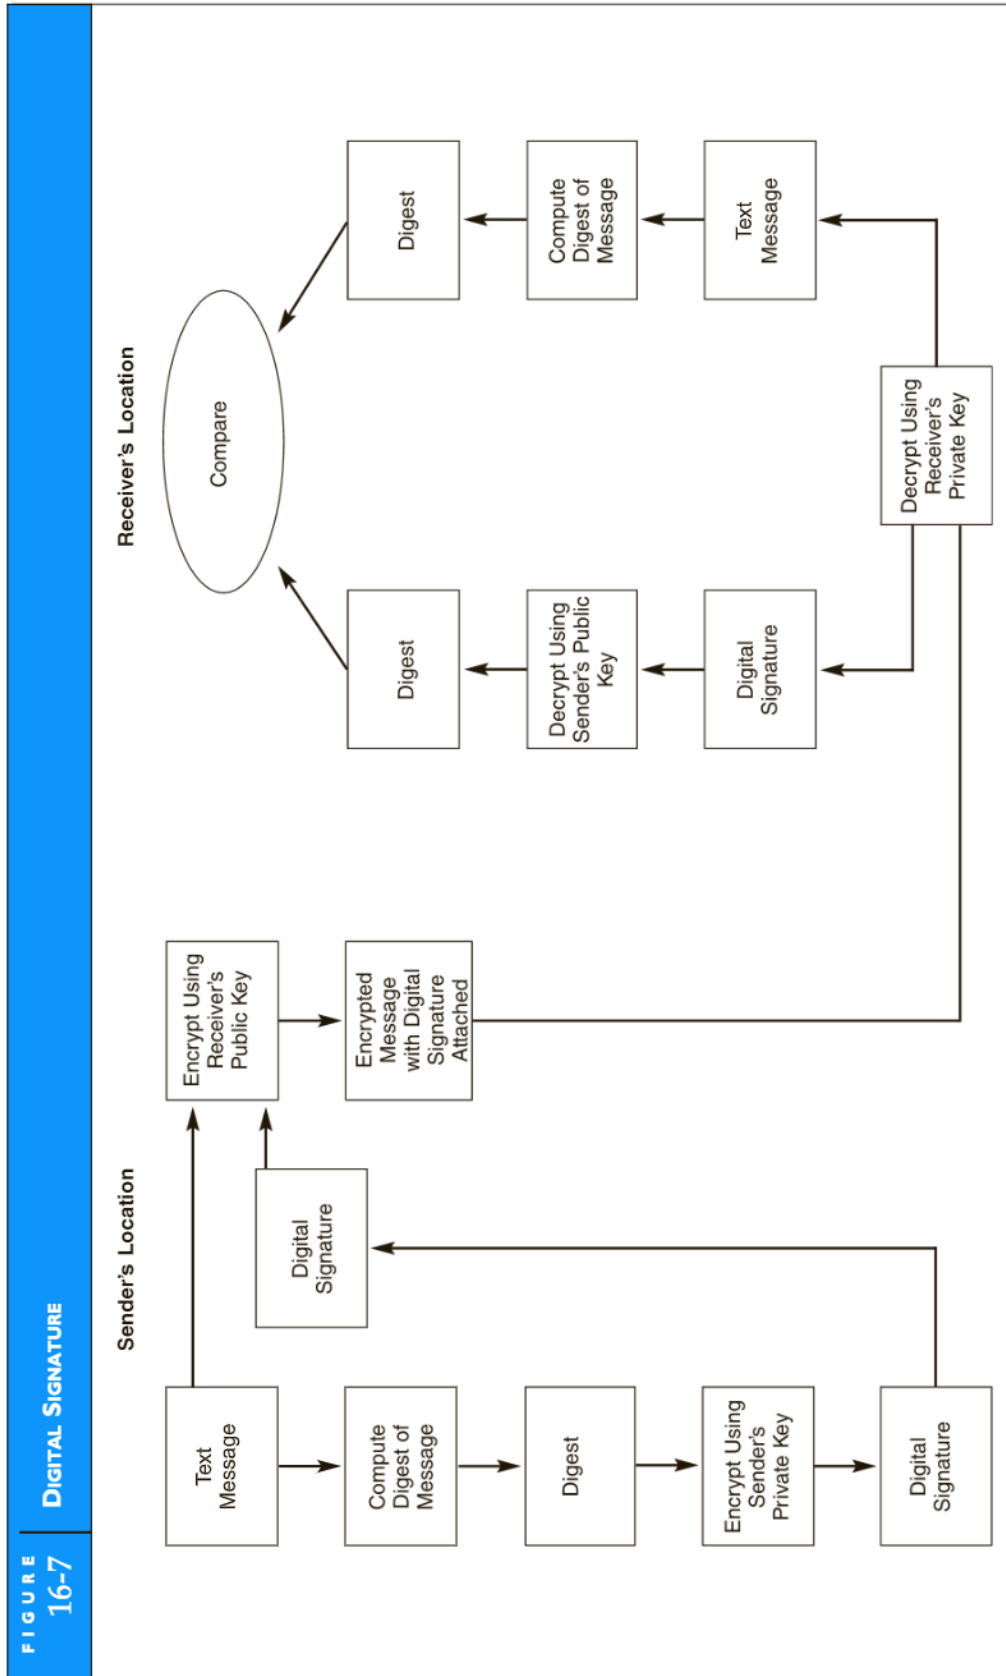 FIGURE
16-7
DIGITAL SIGNATURE
Sender's Location
Receiver's Location
Text
Message
Compute
Digest of
Message
Digest
Encrypt Using
Sender's
Private Key
Digital
Signature
Digital
Signature
Encrypt Using
Receiver's
Public Key
Encrypted
Message
with Digital
Signature
Attached
Decrypt Using
Receiver's
Private Key
Digital
Signature
Decrypt Using
Sender's Public
Key
Digest
Text
Message
Compute
Digest of
Message
Digest
Compare